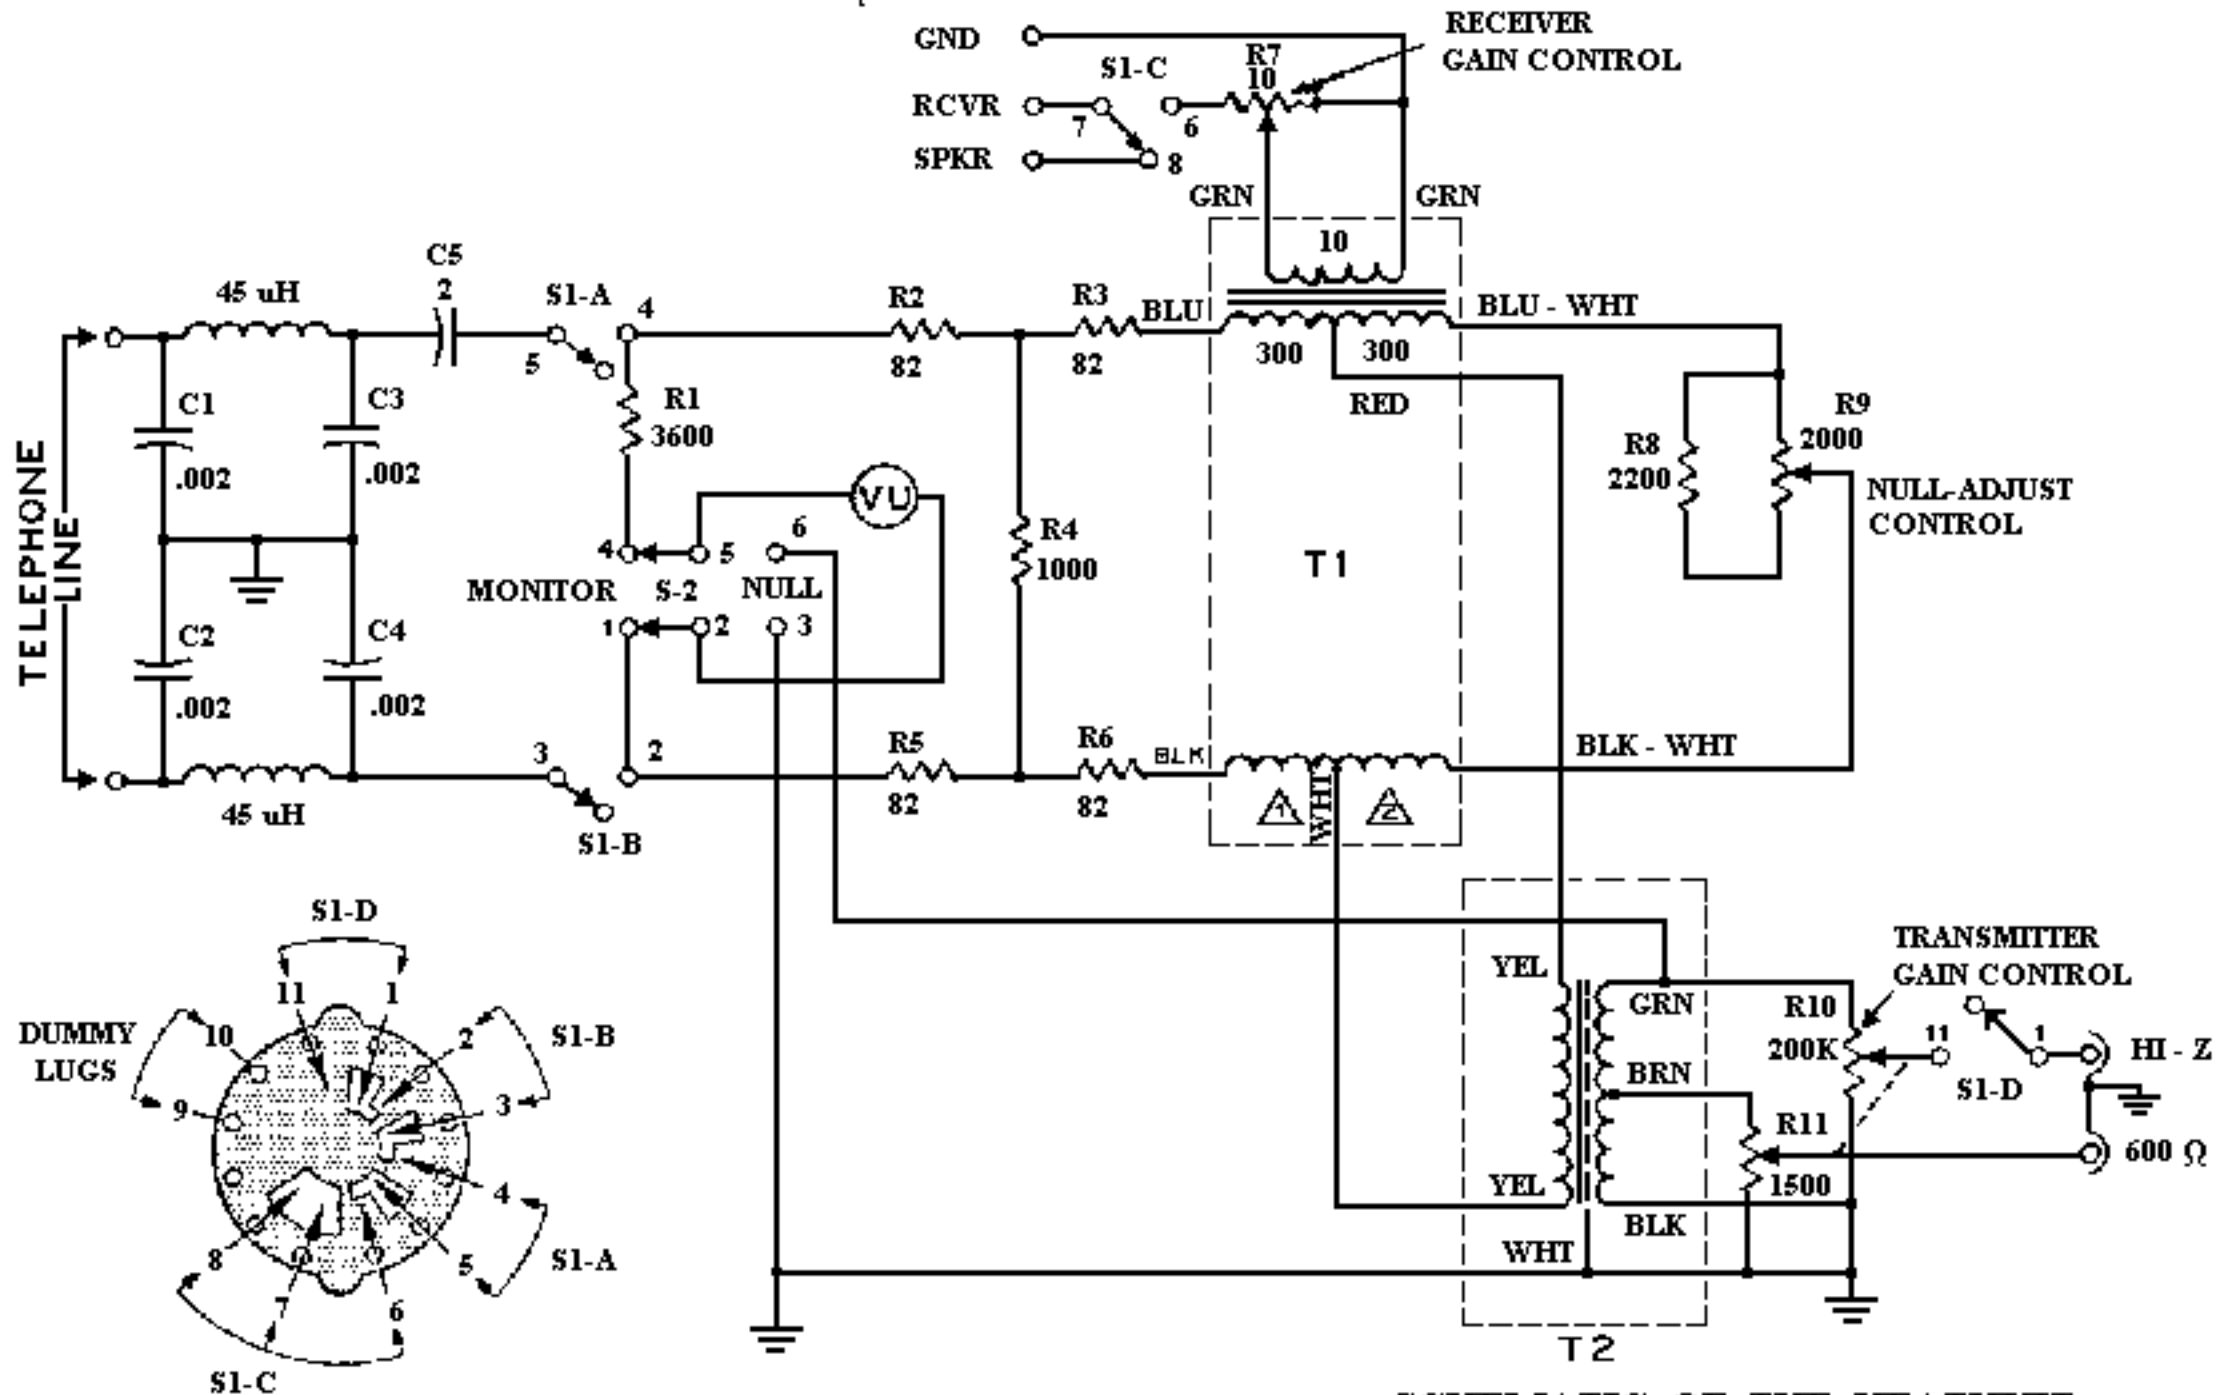 GND
RCVR
SPKR
S1-C
7
6
8
R7
10
RECEIVER
GAIN CONTROL
GRN
GRN
10
45 uH
C5
2
S1-A
5
4
R2
82
R3
82
BLU
300
300
BLU - WHT
RED
C1
.002
C3
.002
R1
3600
VU
4
5
6
MONITOR
S-2
NULL
1
2
3
R4
1000
T1
R8
2200
R9
2000
NULL-ADJUST
CONTROL
TELEPHONE
LINE
C2
.002
C4
.002
45 uH
3
2
S1-B
R5
82
R6
82
BLK
WHT
1
2
BLK - WHT
S1-D
11
1
DUMMY
LUGS
10
9
2
S1-B
3
4
S1-A
5
6
7
8
S1-C
YEL
YEL
WHT
GRN
BRN
BLK
T2
R10
200K
TRANSMITTER
GAIN CONTROL
11
1
S1-D
HI - Z
R11
1500
600 Ω